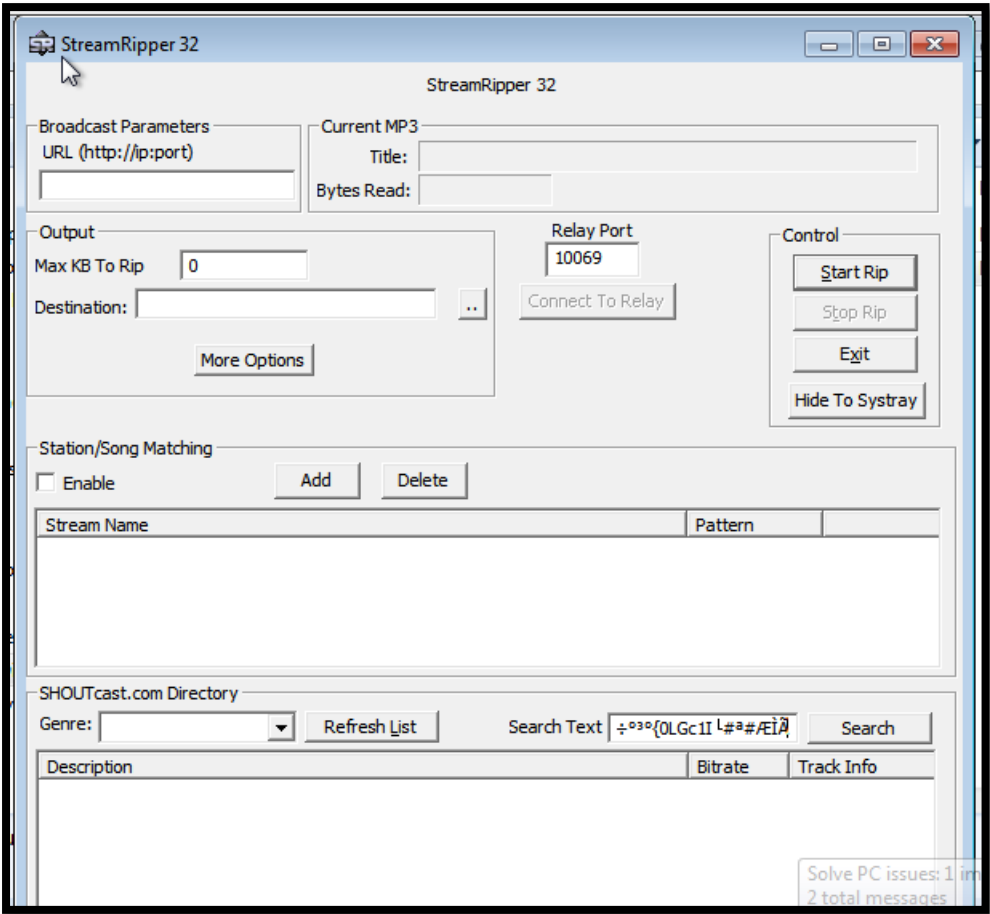 StreamRipper 32
StreamRipper 32
Broadcast Parameters
URL (http://ip:port)
Current MP3
Title:
Bytes Read:
Output
Max KB To Rip 0
Destination: ..
More Options
Relay Port
10069
Connect To Relay
Control
Start Rip
Stop Rip
Exit
Hide To Systray
Station/Song Matching
Enable Add Delete
Stream Name Pattern
SHOUTcast.com Directory
Genre: Refresh List Search Text Search
Description Bitrate Track Info
Solve PC issues: 1 im
2 total messages